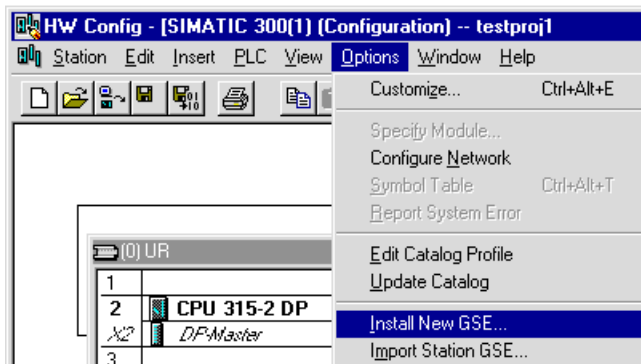 HW Config - [SIMATIC 300(1) (Configuration) -- testproj1
Station Edit Insert PLC View Options Window Help
Customize... Ctrl+Alt+E
Specify Module...
Configure Network
Symbol Table Ctrl+Alt+T
Report System Error
Edit Catalog Profile
Update Catalog
Install New GSE...
Import Station GSE...
(0) UR
1
2 CPU 315-2 DP
X2 DP-Master
3